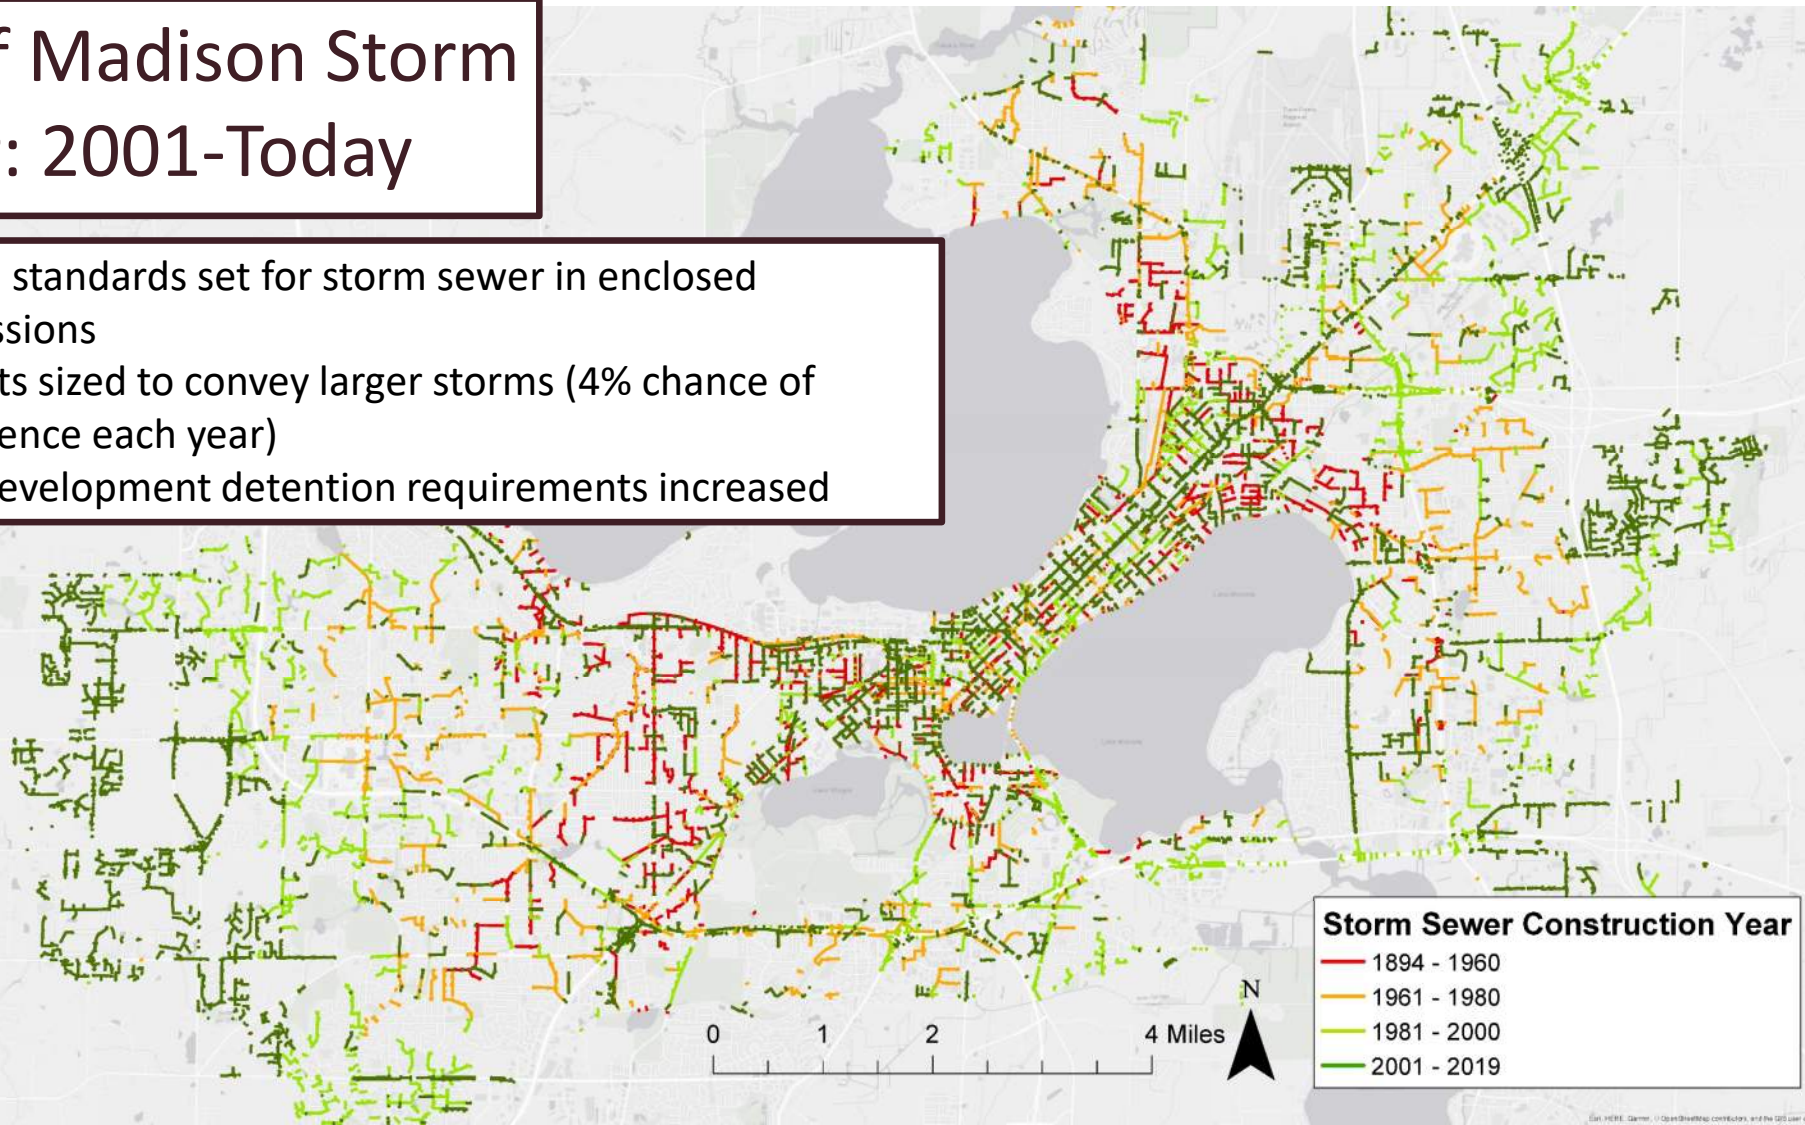 f Madison Storm
: 2001-Today
standards set for storm sewer in enclosed
ssions
ts sized to convey larger storms (4% chance of
ence each year)
evelopment detention requirements increased
0 1 2 4 Miles
N
Storm Sewer Construction Year
1894 - 1960
1961 - 1980
1981 - 2000
2001 - 2019